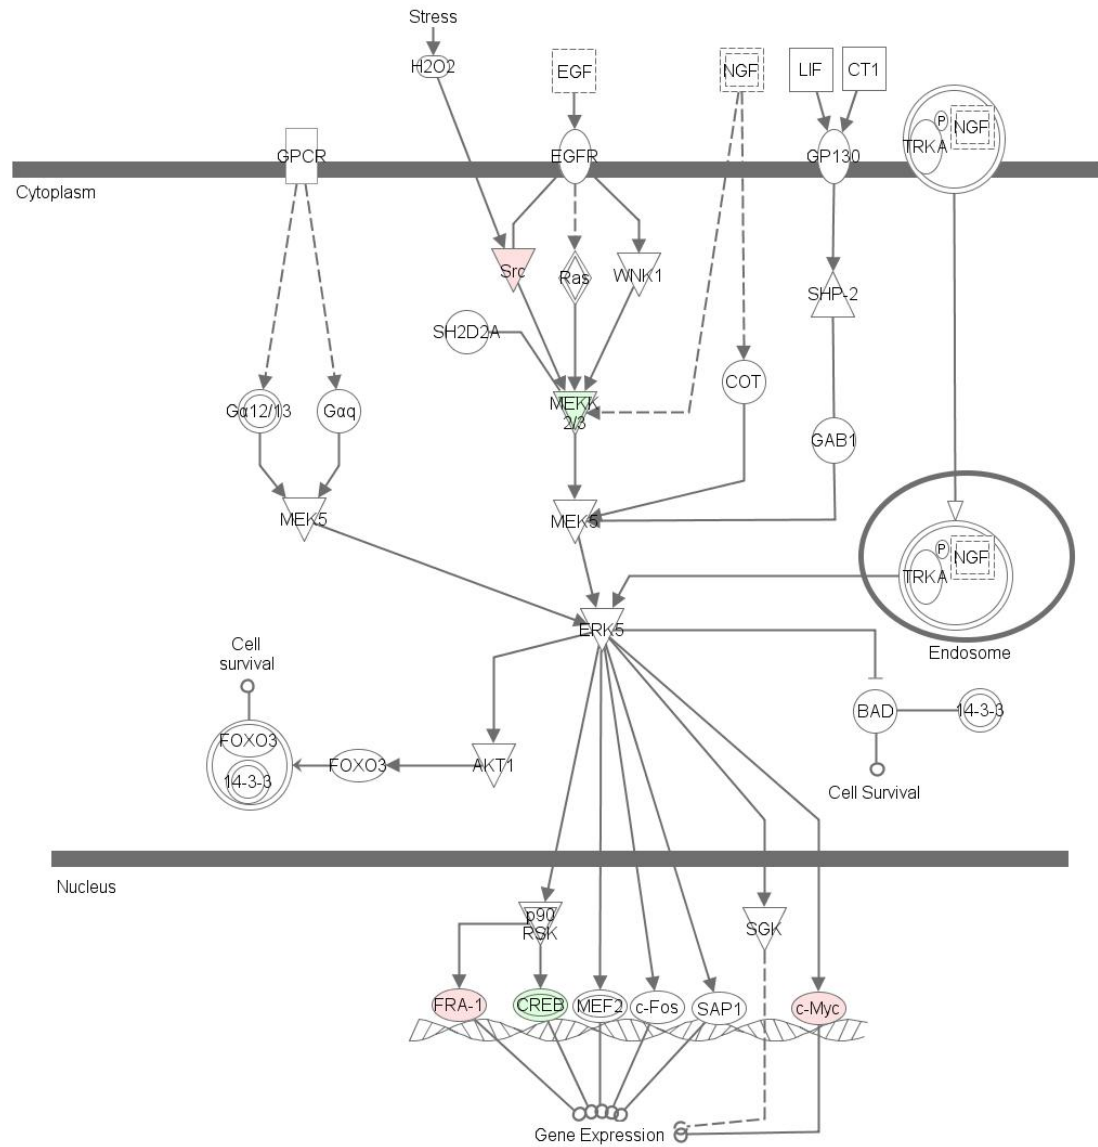 Stress
H2O2
EGF
NGF
LIF
CT1
P
NGF
TRKA
GPCR
EGFR
GP130
Cytoplasm
Src
Ras
WNK1
SHP-2
SH2D2A
COT
Gα12/13
Gαq
MEKK
2/3
GAB1
MEK5
MEK5
P
NGF
TRKA
ERK5
Endosome
Cell
survival
FOXO3
14-3-3
FOXO3
AKT1
BAD
14-3-3
Cell Survival
Nucleus
p90
RSK
SGK
FRA-1
CREB
MEF2
c-Fos
SAP1
c-Myc
Gene Expression